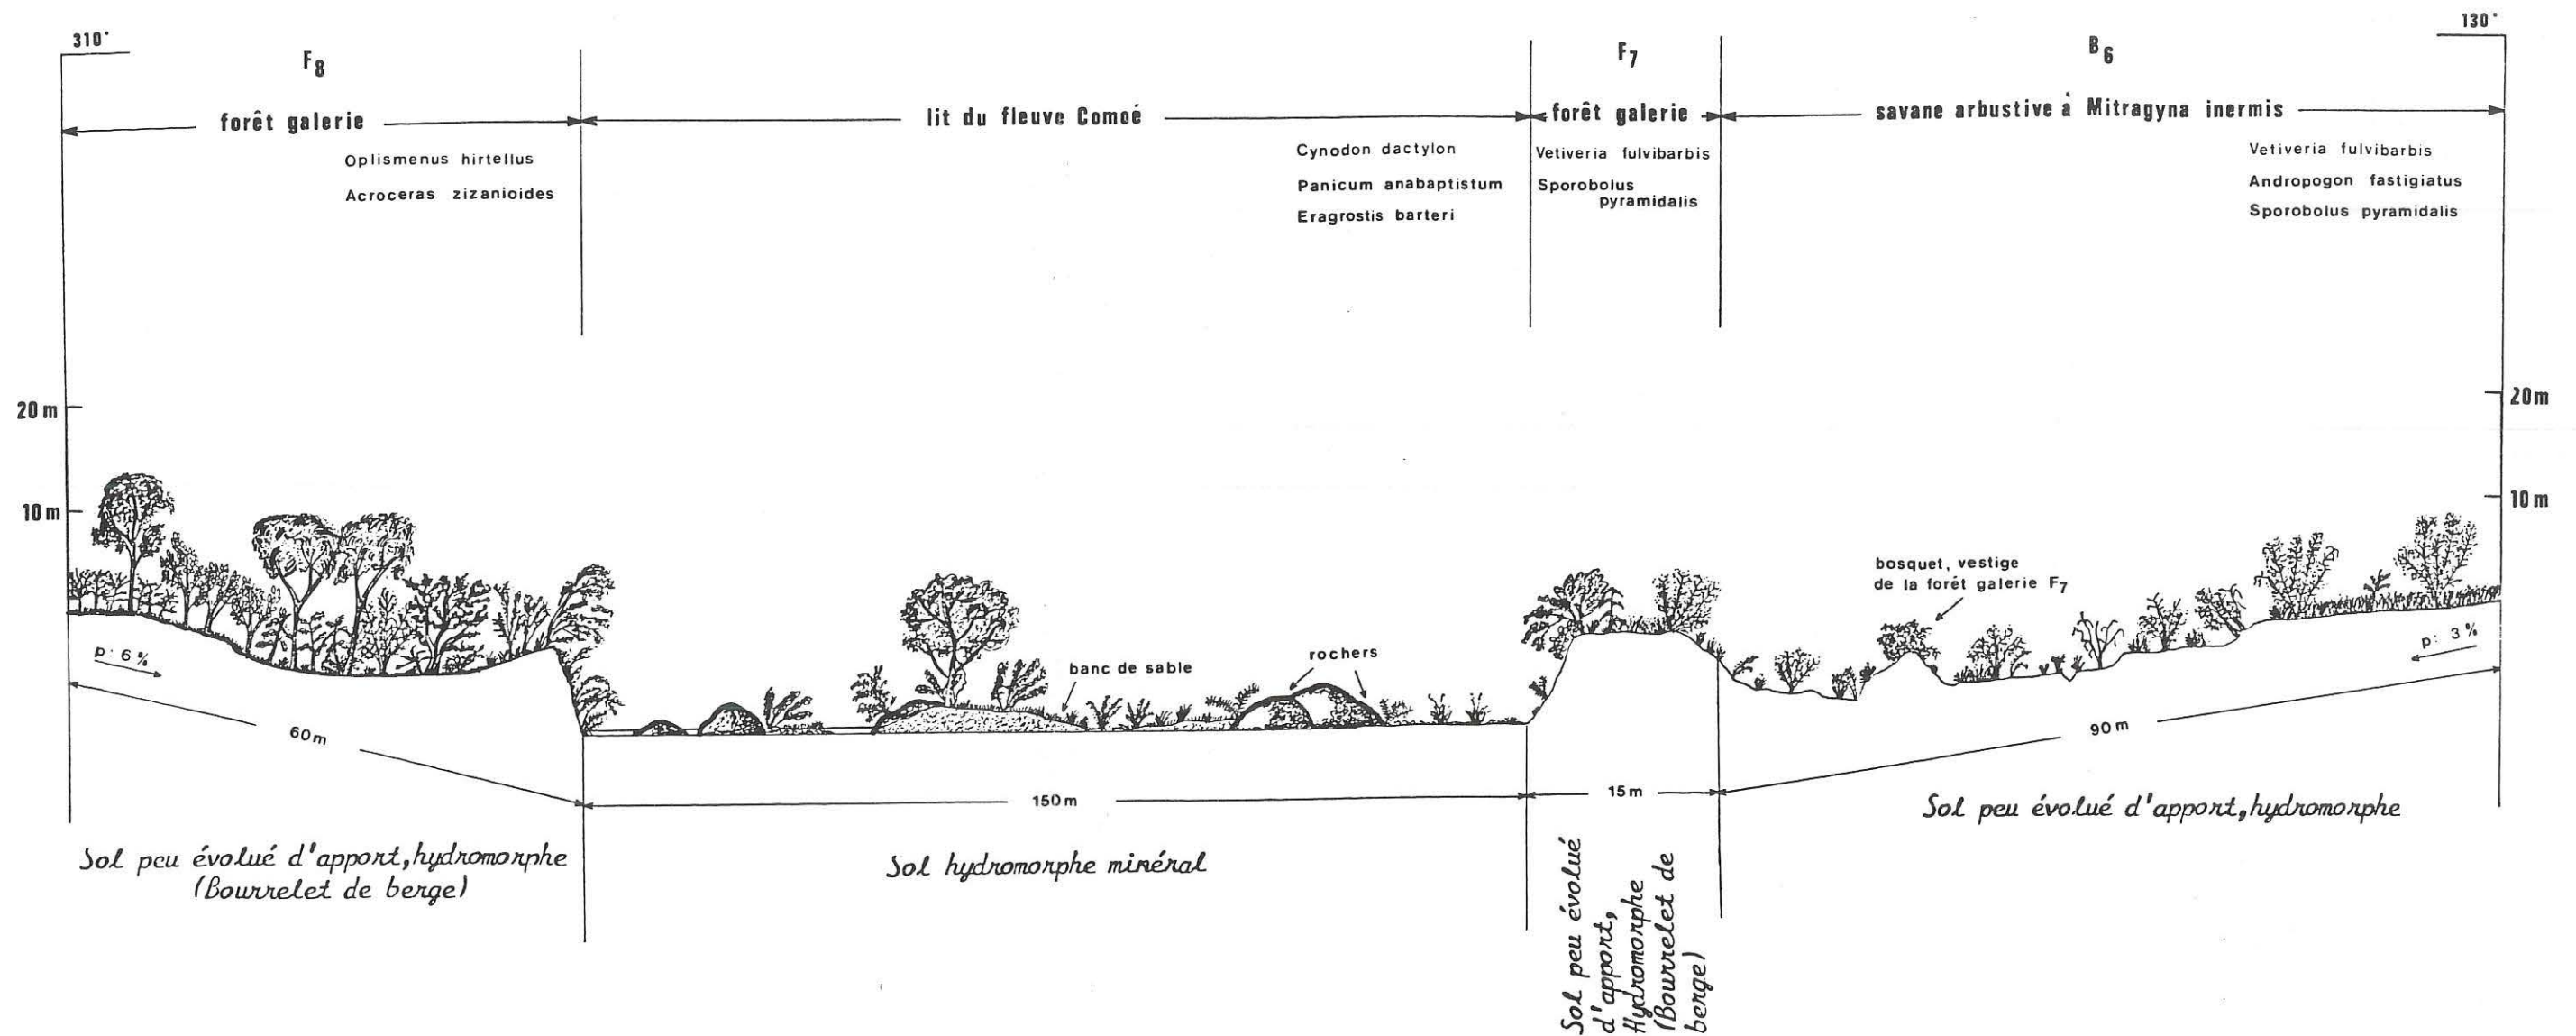 310°
130°
F8
F7
B6
forêt galerie
lit du fleuve Comoé
forêt galerie
savane arbustive à Mitragyna inermis
Oplismenus hirtellus
Acroceras zizanioides
Cynodon dactylon
Panicum anabaptistum
Eragrostis barteri
Vetiveria fulvibarbis
Sporobolus
pyramidalis
Vetiveria fulvibarbis
Andropogon fastigiatus
Sporobolus pyramidalis
20m
10m
20m
10m
bosquet, vestige
de la forêt galerie F7
rochers
banc de sable
p: 6%
p: 3%
60m
150m
15m
90m
Sol peu évolué d'apport, hydromorphe
(Bourrelet de berge)
Sol hydromorphe minéral
Sol peu évolué
d'apport,
Hydromorphe
(Bourrelet de
berge)
Sol peu évolué d'apport, hydromorphe